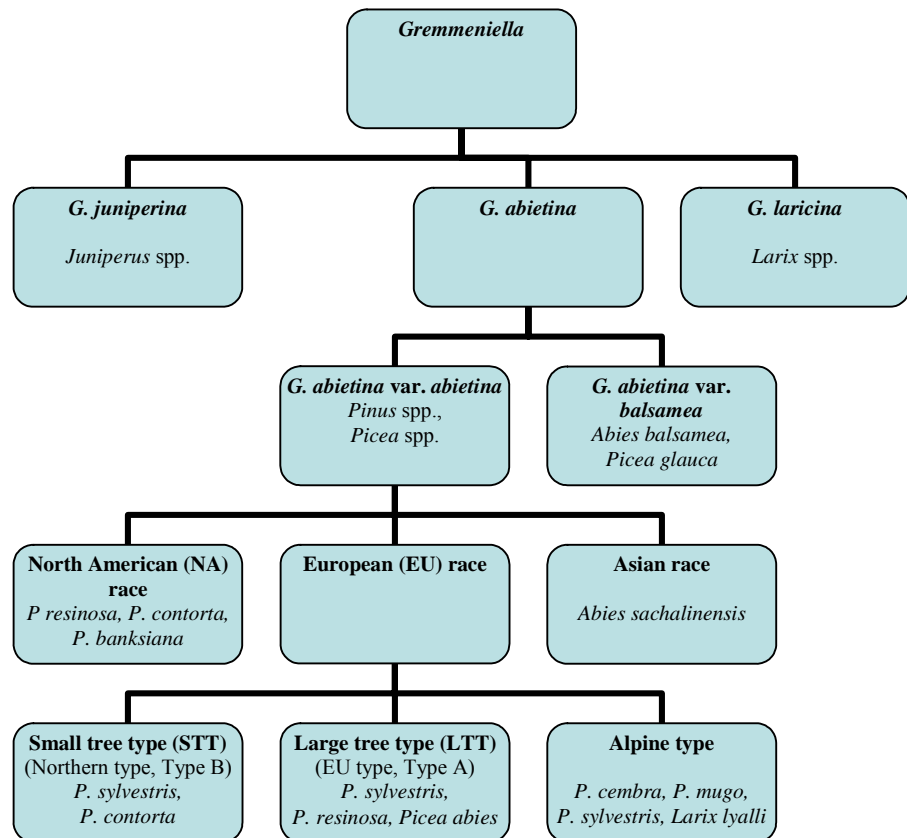 Gremmeniella
G. juniperina
Juniperus spp.
G. abietina
G. laricina
Larix spp.
G. abietina var. abietina
Pinus spp.,
Picea spp.
G. abietina var.
balsamea
Abies balsamea,
Picea glauca
North American (NA)
race
P resinosa, P. contorta,
P. banksiana
European (EU) race
Asian race
Abies sachalinensis
Small tree type (STT)
(Northern type, Type B)
P. sylvestris,
P. contorta
Large tree type (LTT)
(EU type, Type A)
P. sylvestris,
P. resinosa, Picea abies
Alpine type
P. cembra, P. mugo,
P. sylvestris, Larix lyalli